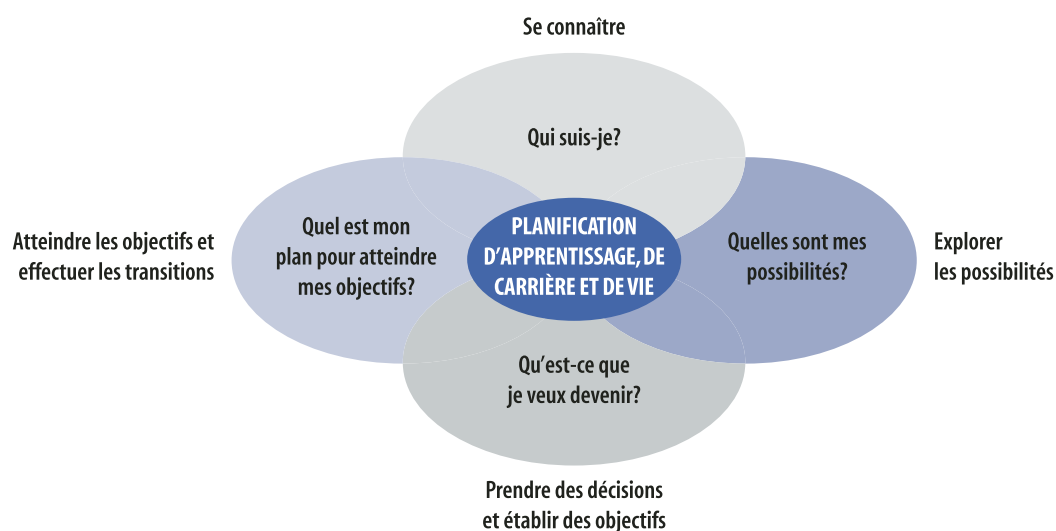 Se connaître
Qui suis-je?
Atteindre les objectifs et
effectuer les transitions
Quel est mon
plan pour atteindre
mes objectifs?
PLANIFICATION
D'APPRENTISSAGE, DE
CARRIÈRE ET DE VIE
Quelles sont mes
possibilités?
Explorer
les possibilités
Qu'est-ce que
je veux devenir?
Prendre des décisions
et établir des objectifs